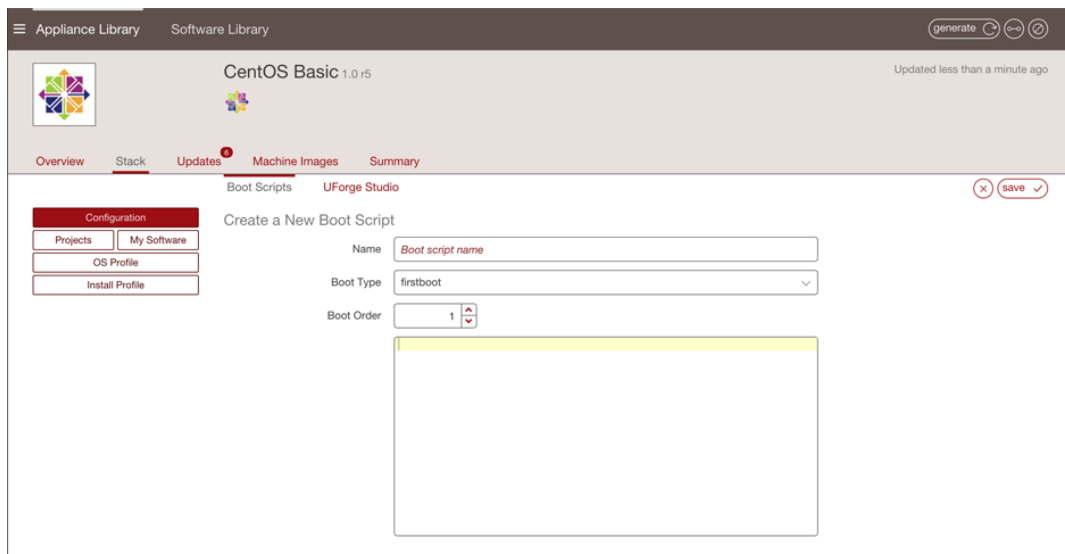 Appliance Library Software Library generate
CentOS Basic 1.0 r5 Updated less than a minute ago
Overview Stack Updates 6 Machine Images Summary
Boot Scripts UForge Studio save
Configuration
Create a New Boot Script
Projects My Software
Name Boot script name
OS Profile
Install Profile
Boot Type firstboot
Boot Order 1